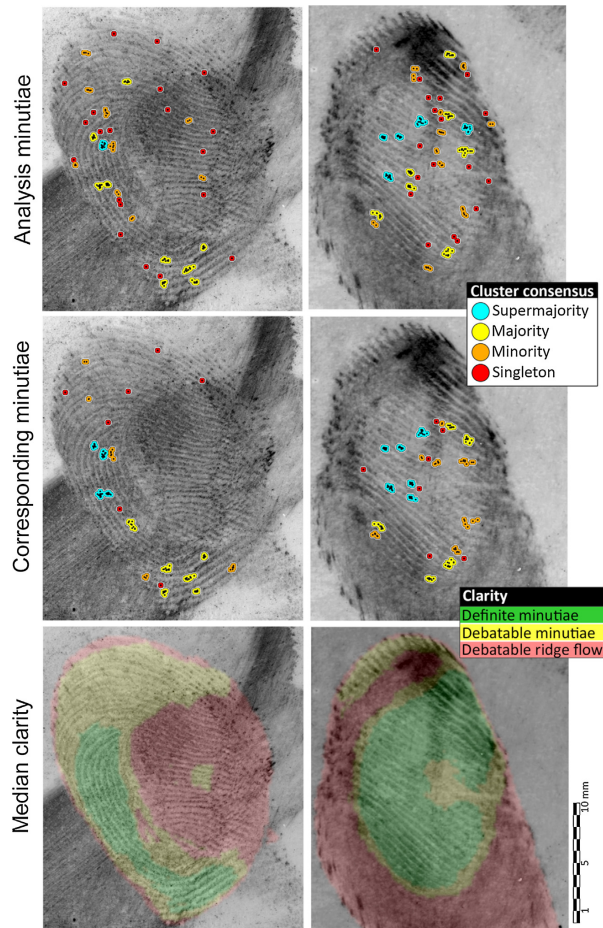 Analysis minutiae
Cluster consensus
Supermajority
Majority
Minority
Singleton
Corresponding minutiae
Clarity
Definite minutiae
Debatable minutiae
Debatable ridge flow
Median clarity
10 mm
5
1